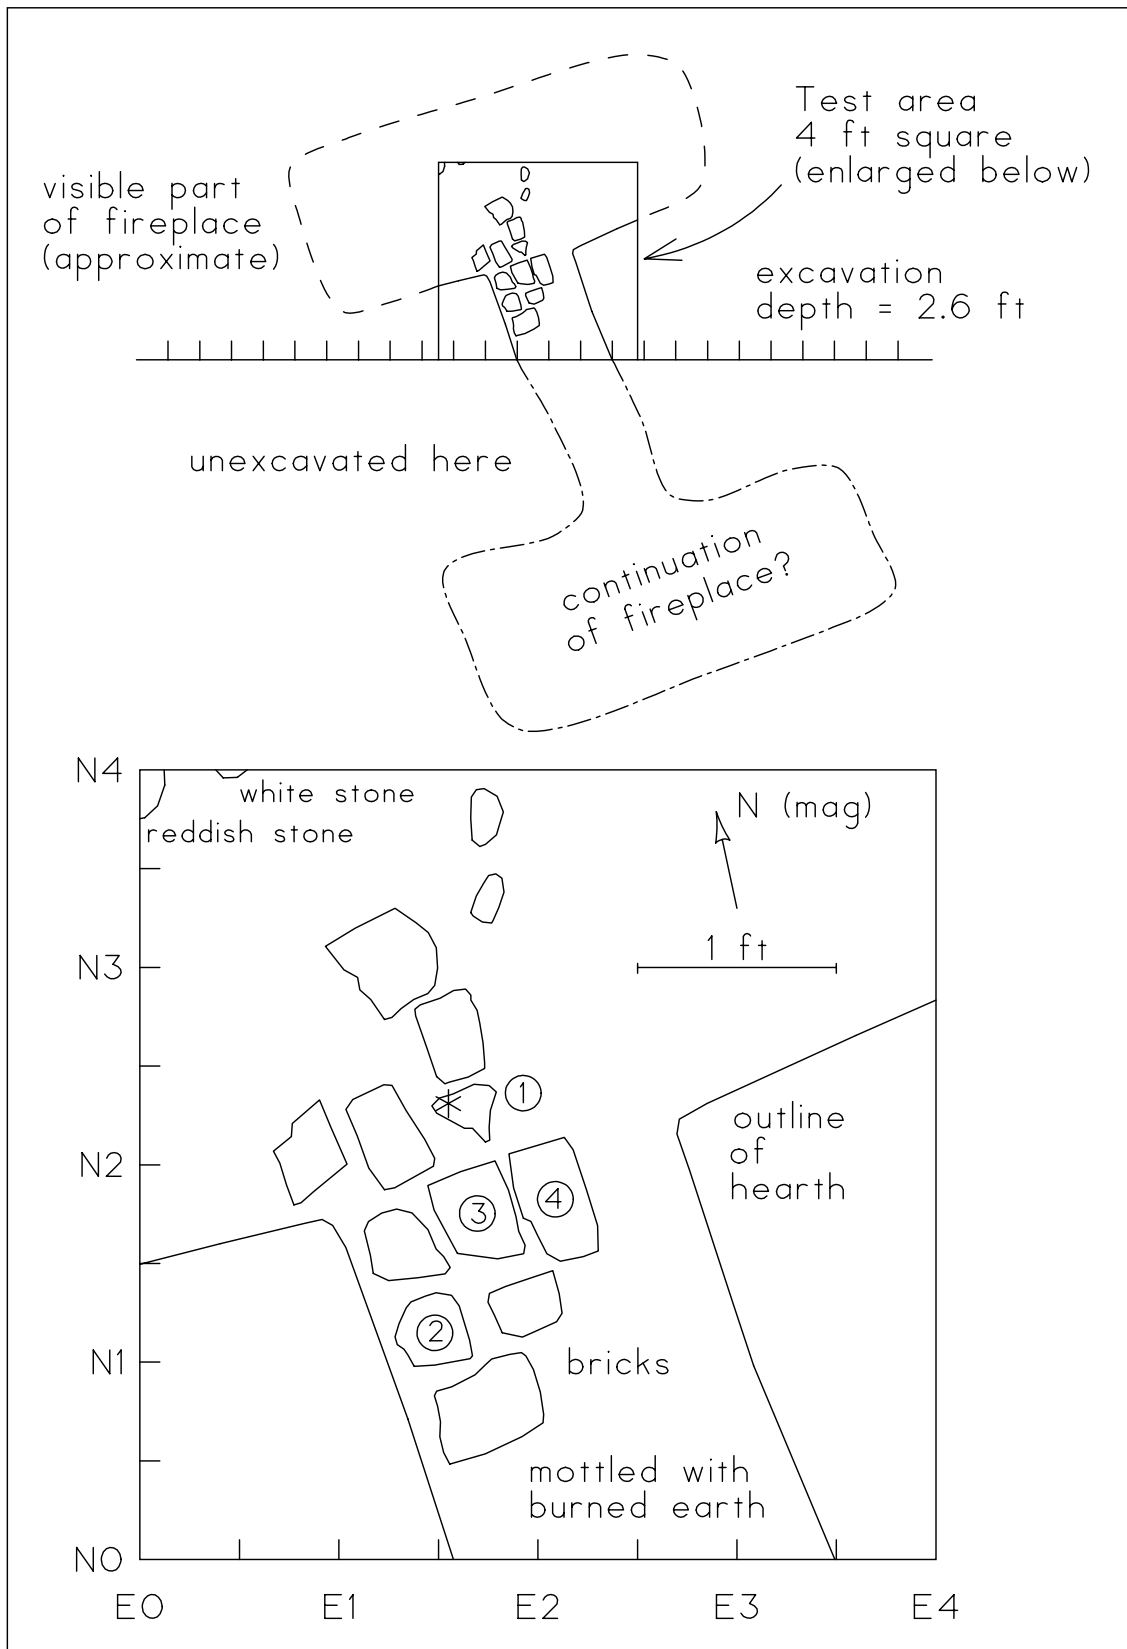 Test area
4 ft square
(enlarged below)
visible part
of fireplace
(approximate)
excavation
depth = 2.6 ft
unexcavated here
continuation
of fireplace?
N4
white stone
reddish stone
N (mag)
1 ft
N3
1
outline
of
hearth
N2
3
4
2
N1
bricks
mottled with
burned earth
N0
E0 E1 E2 E3 E4